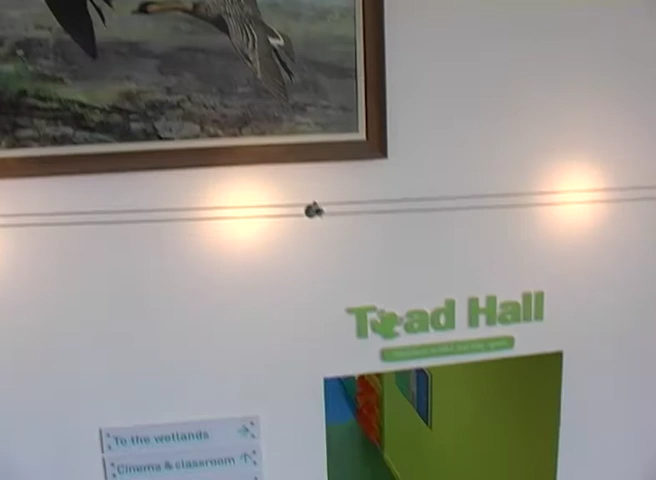 Toad Hall
To the wetlands
Cinema & classroom